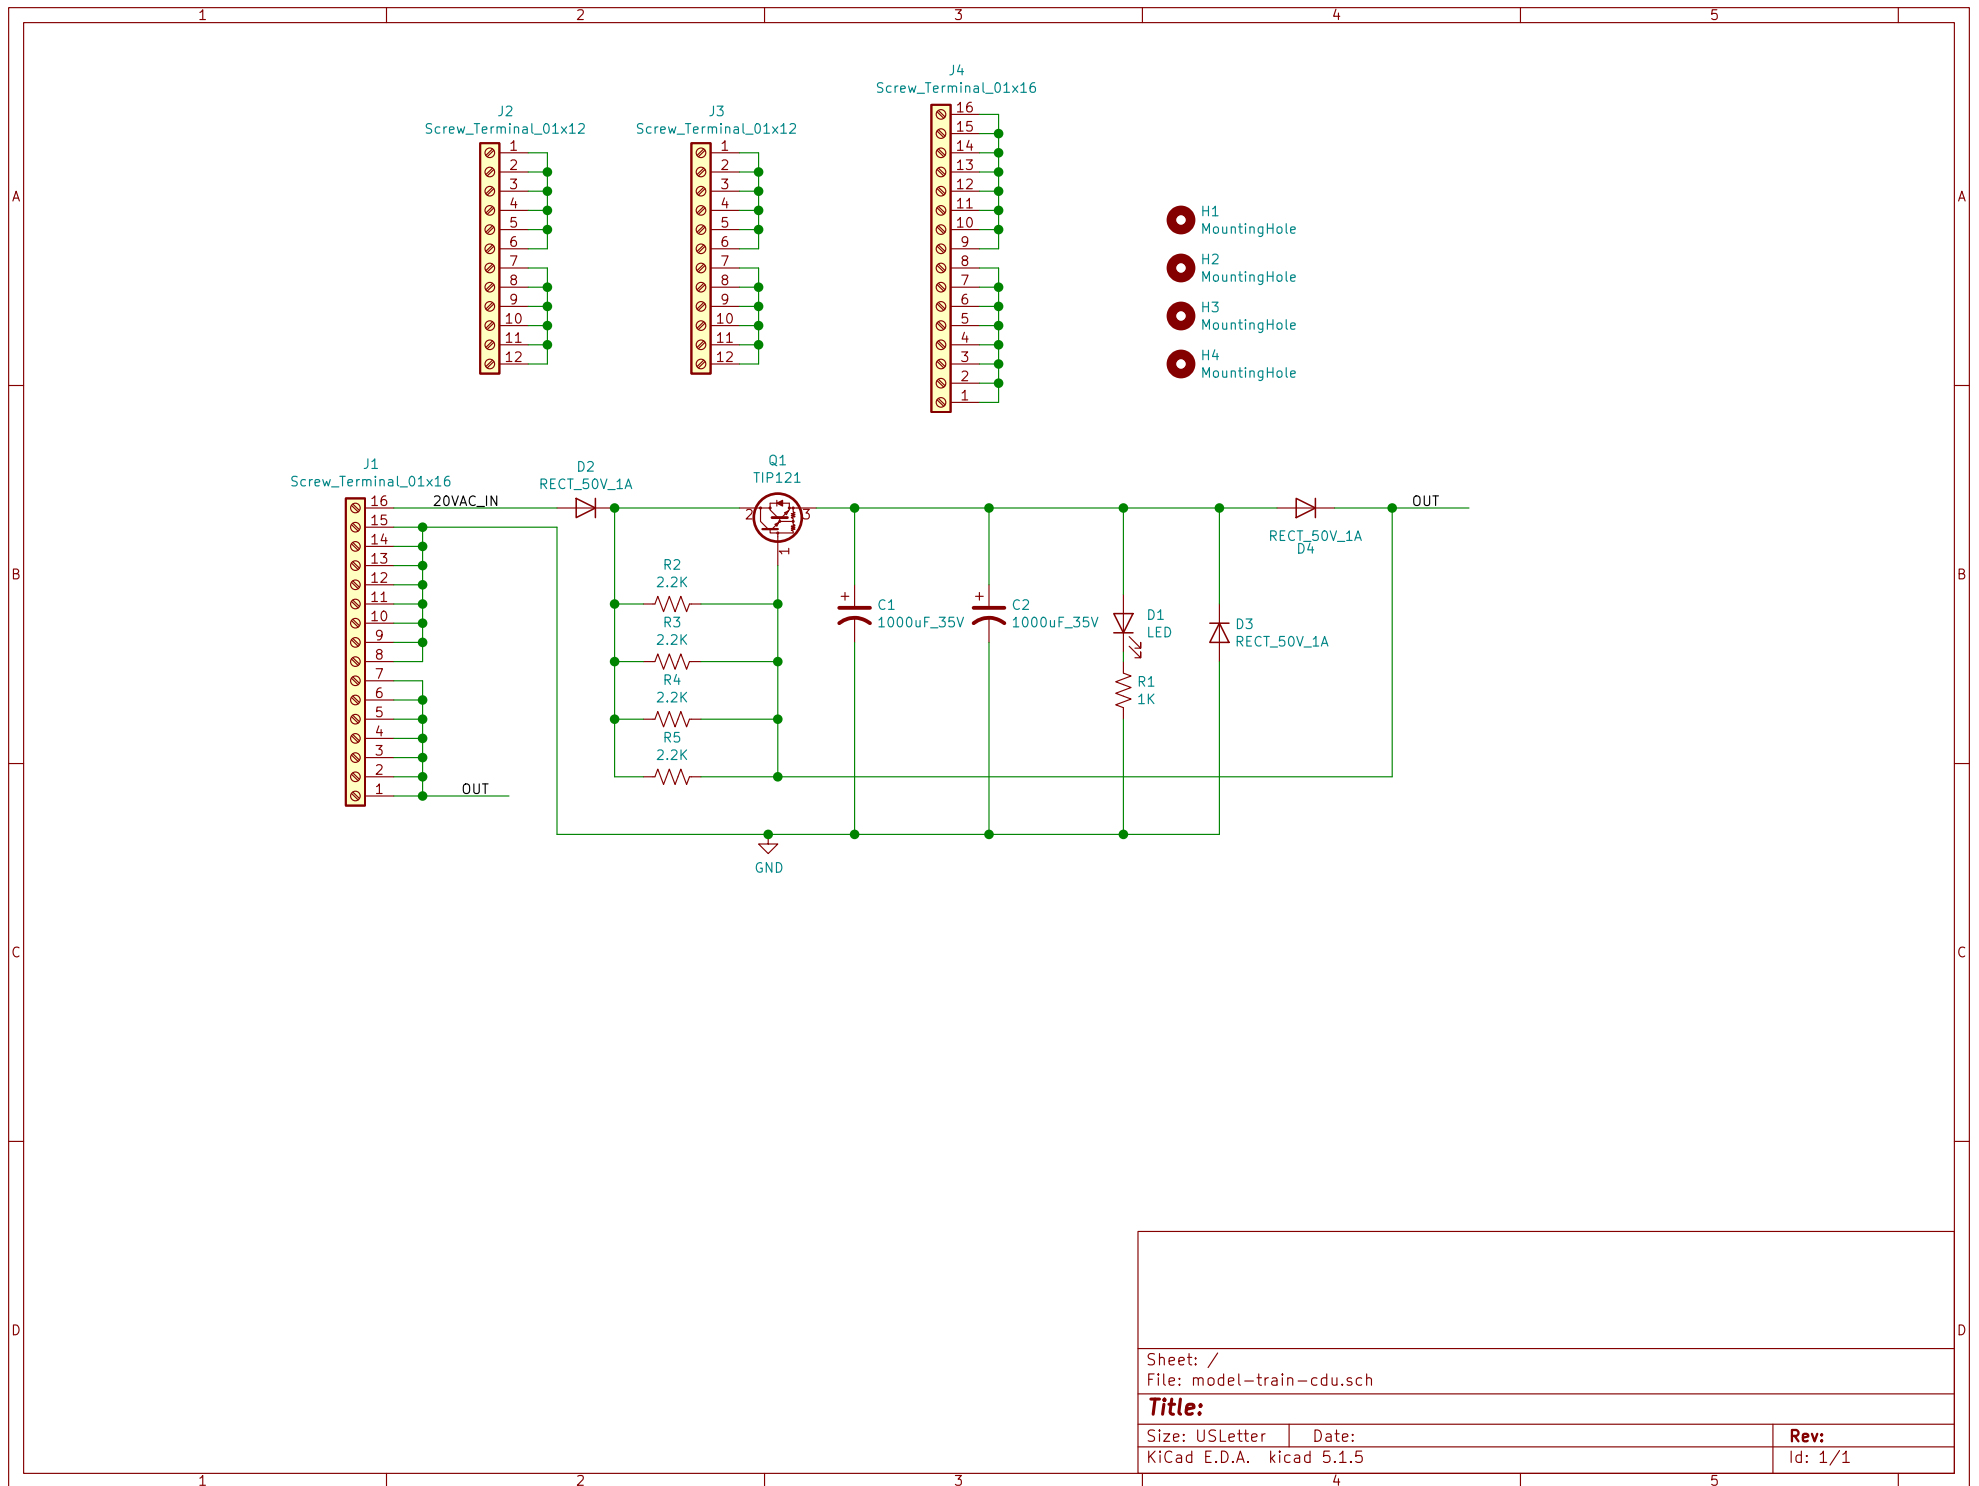 1 2 3 4 5
J4
Screw_Terminal_01x16
16
15
14
13
12
11
10
9
8
7
6
5
4
3
2
1
J2
Screw_Terminal_01x12
1
2
3
4
5
6
7
8
9
10
11
12
J3
Screw_Terminal_01x12
1
2
3
4
5
6
7
8
9
10
11
12
A A
H1
MountingHole
H2
MountingHole
H3
MountingHole
H4
MountingHole
J1
Screw_Terminal_01x16
16
15
14
13
12
11
10
9
8
7
6
5
4
3
2
1
20VAC_IN
OUT
D2
RECT_50V_1A
Q1
TIP121
2 3
1
R2
2.2K
R3
2.2K
R4
2.2K
R5
2.2K
+
C1
1000uF_35V
+
C2
1000uF_35V
D1
LED
R1
1K
D3
RECT_50V_1A
RECT_50V_1A
D4
OUT
B B
GND
C C
D D
Sheet: /
File: model-train-cdu.sch
Title:
Size: USLetter Date: Rev:
KiCad E.D.A. kicad 5.1.5 Id: 1/1
1 2 3 4 5